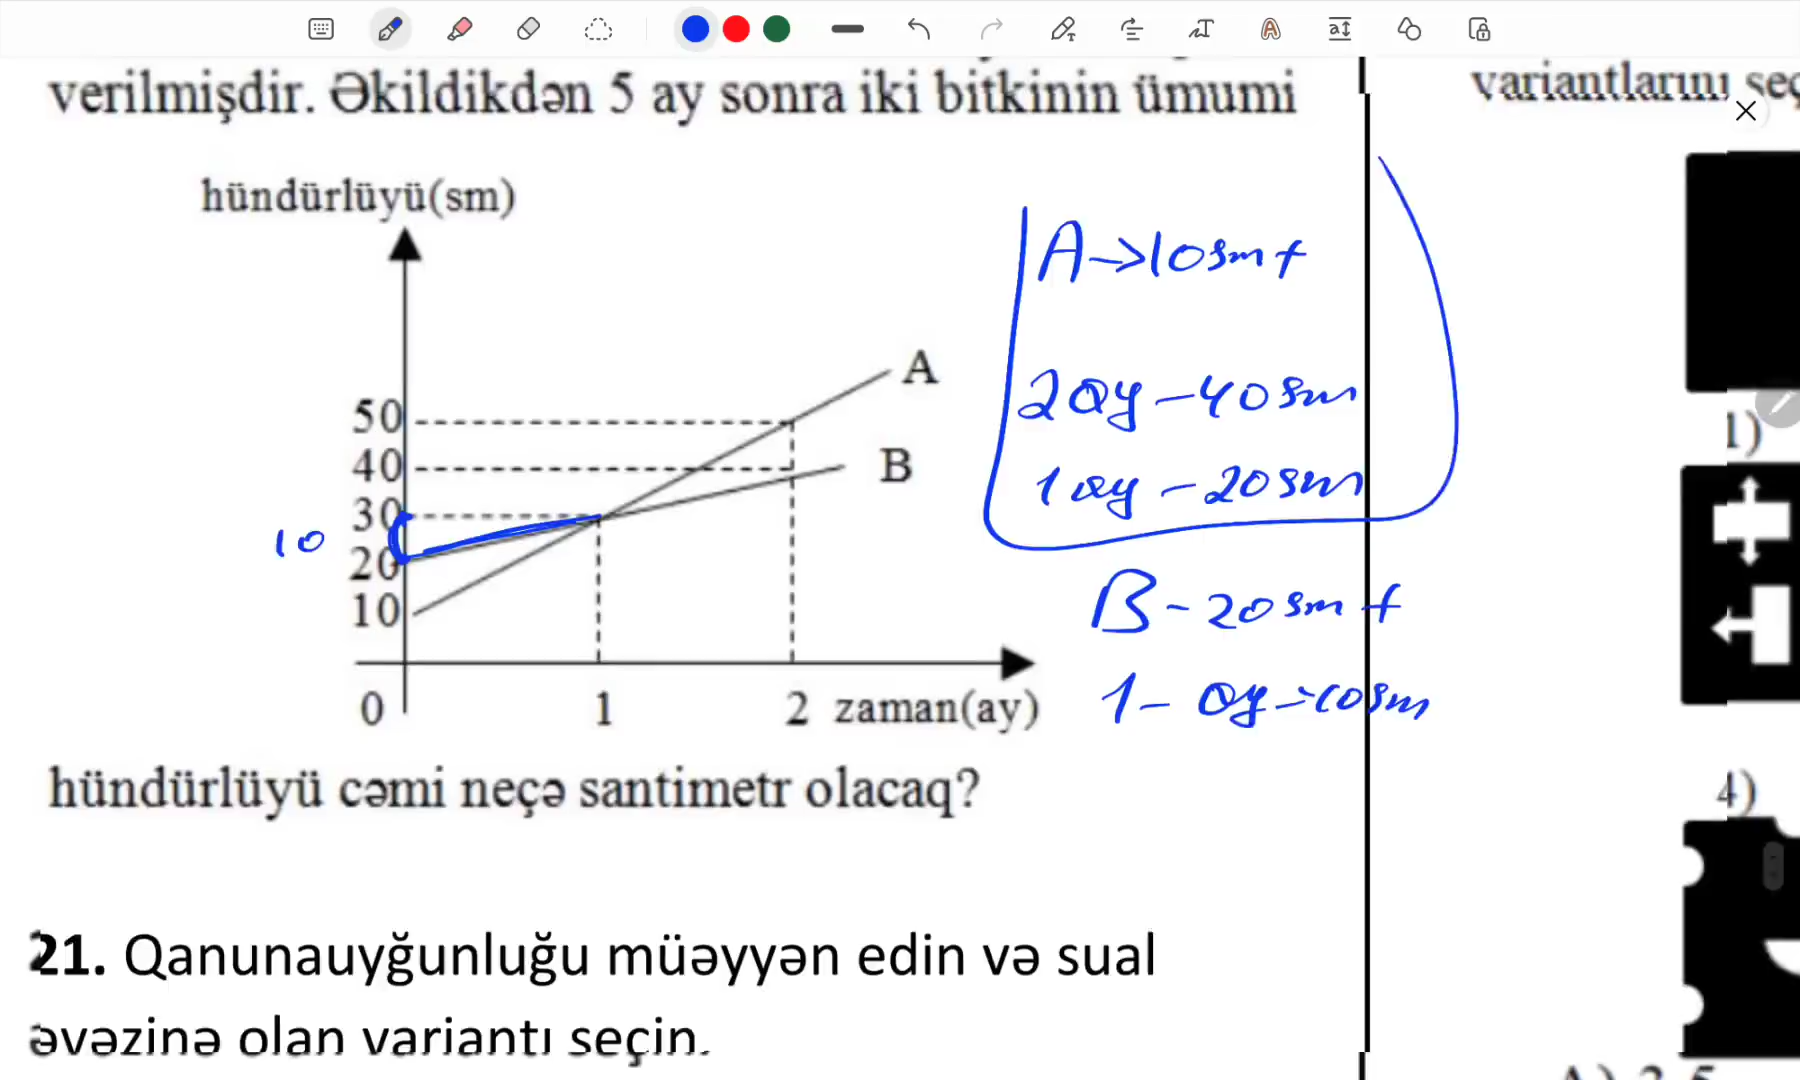 verilmişdir. Əkildikdən 5 ay sonra iki bitkinin ümumi
hündürlüyü(sm)
A
B
50
40
30
20
10
0
1
2
zaman(ay)
10
A->10sm+
2ay-40sm
1ay-20sm
B-20sm+
1-ay-10sm
hündürlüyü cəmi neçə santimetr olacaq?
21. Qanunauyğunluğu müəyyən edin və sual
əvəzinə olan variantı seçin.
variantlarını
1)
4)